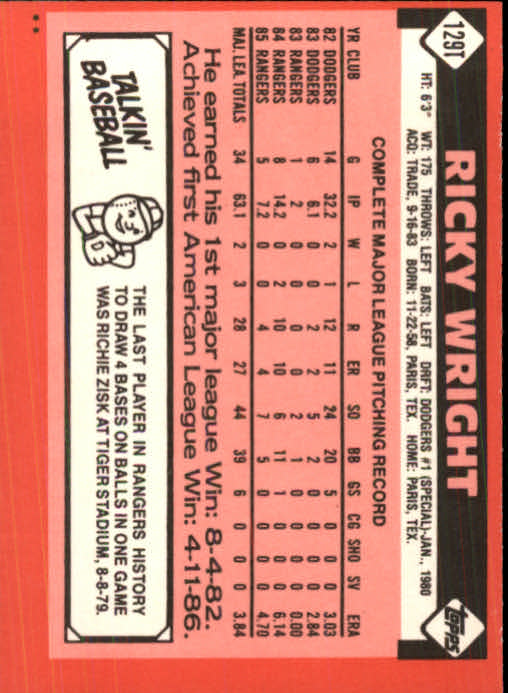 129T
RICKY WRIGHT
TOPPS
HT: 6'3" WT: 175 THROWS: LEFT BATS: LEFT DRFT: DODGERS #1 (SPECIAL)-JAN., 1980
ACQ: TRADE, 9-16-83 BORN: 11-22-58, PARIS, TEX. HOME: PARIS, TEX.
COMPLETE MAJOR LEAGUE PITCHING RECORD
YR CLUB G IP W L R ER SO BB GS CG SHO SV ERA
82 DODGERS 14 32.2 2 1 12 11 24 20 5 0 0 0 3.03
83 DODGERS 6 6.1 0 0 2 2 5 2 0 0 0 0 2.84
83 RANGERS 1 2 0 0 0 0 2 1 0 0 0 0 0.00
84 RANGERS 8 14.2 0 2 10 10 6 11 1 0 0 0 6.14
85 RANGERS 5 7.2 0 0 4 4 7 5 0 0 0 0 4.70
MAJ. LEA. TOTALS 34 63.1 2 3 28 27 44 39 6 0 0 0 3.84
He earned his 1st major league Win: 8-4-82.
Achieved first American League Win: 4-11-86.
TALKIN'
BASEBALL
THE LAST PLAYER IN RANGERS HISTORY
TO DRAW 4 BASES ON BALLS IN ONE GAME
WAS RICHIE ZISK AT TIGER STADIUM, 8-8-79.
**